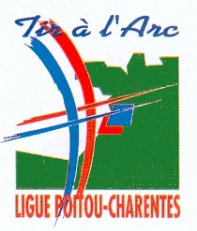 Tir à l'Arc
LIGUE POITOU-CHARENTES